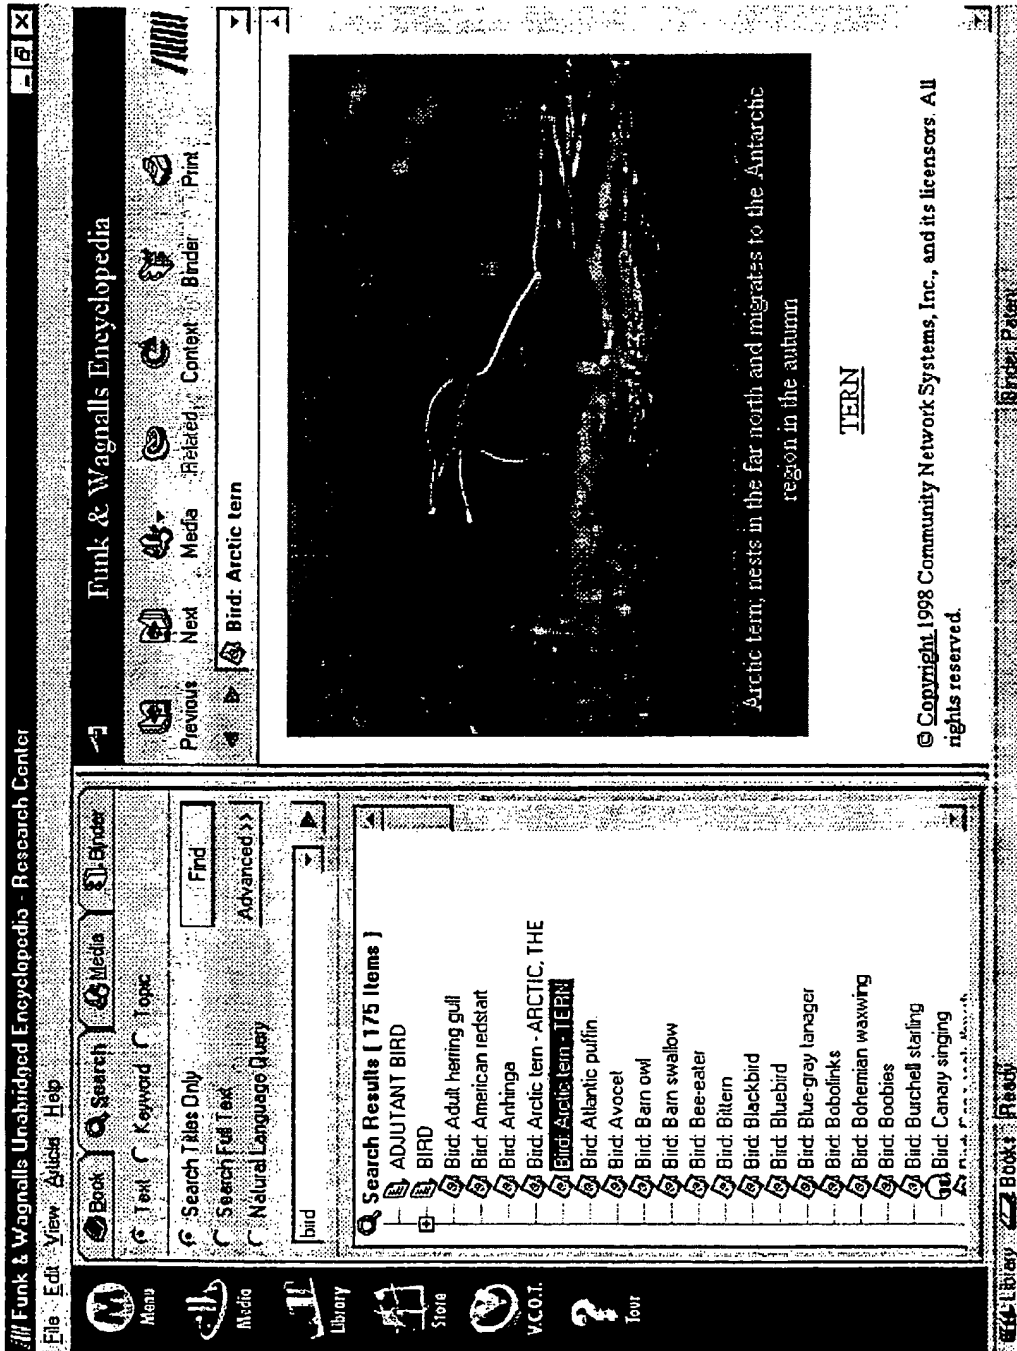 Funk & Wagnalls Unabridged Encyclopedia - Research Center
File Edit View Articles Help
Menu
Media
Library
Store
V.C.O.T.
Tour
Book
Search
Media
Binder
Text Keyword Topic
Search Titles Only
Search Full Text
Natural Language Query
Find
Advanced >>
bird
Search Results [ 175 Items ]
ADJUTANT BIRD
BIRD
Bird: Adult herring gull
Bird: American redstart
Bird: Anhinga
Bird: Arctic tern - ARCTIC, THE
Bird: Arctic tern - TERN
Bird: Atlantic puffin
Bird: Avocet
Bird: Barn owl
Bird: Barn swallow
Bird: Bee-eater
Bird: Bittern
Bird: Blackbird
Bird: Bluebird
Bird: Blue-gray tanager
Bird: Bobolinks
Bird: Bohemian waxwing
Bird: Boobies
Bird: Burchell starling
Bird: Canary singing
Funk & Wagnalls Encyclopedia
Previous
Next
Media
Related
Context
Binder
Print
Bird: Arctic tern
Arctic tern, nests in the far north and migrates to the Antarctic
region in the autumn
TERN
© Copyright 1998 Community Network Systems, Inc., and its licensors. All
rights reserved.
Library
Books
Ready
Binder: Patent